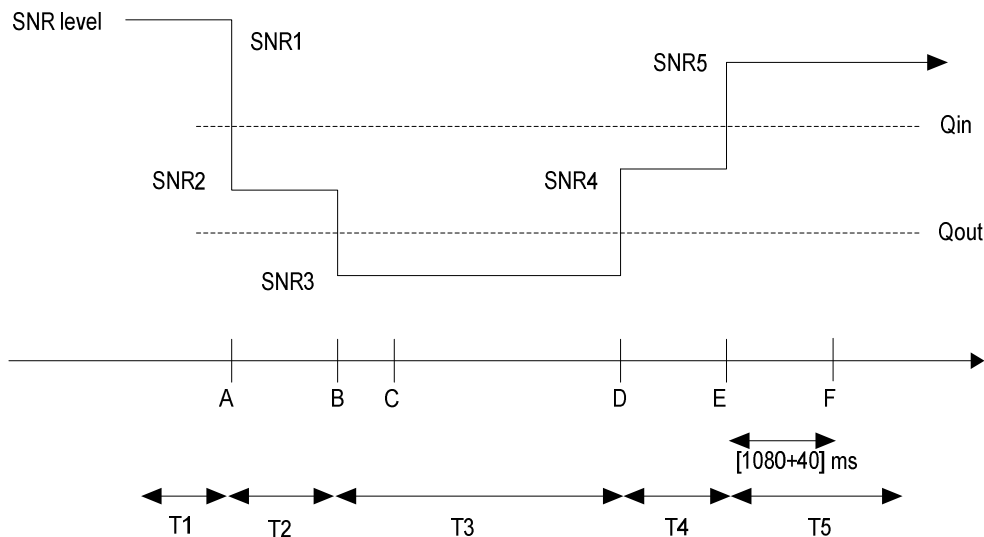 SNR level
SNR1
SNR5
Qin
SNR2
SNR4
Qout
SNR3
A
B
C
D
E
F
[1080+40] ms
T1
T2
T3
T4
T5